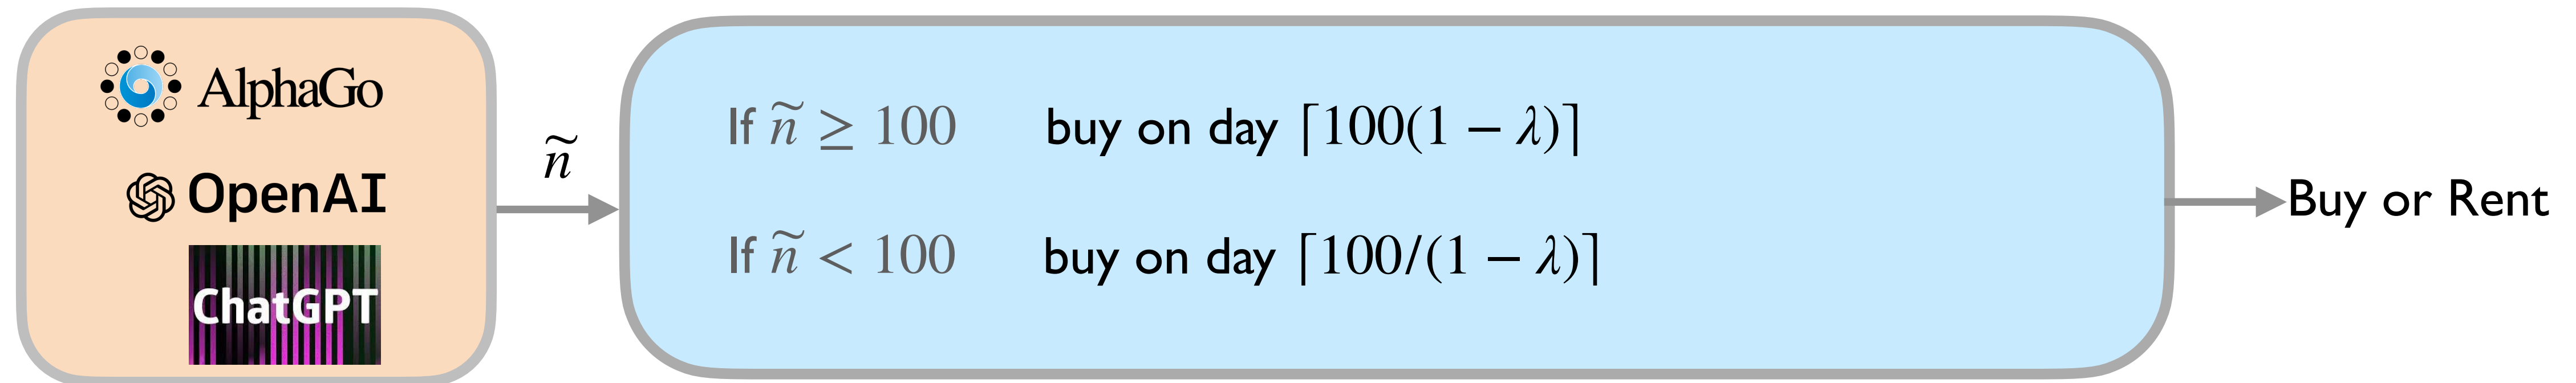 AlphaGo
OpenAI
ChatGPT
ñ
If ñ ≥ 100 buy on day ⌈100(1 − λ)⌉
If ñ < 100 buy on day ⌈100/(1 − λ)⌉
Buy or Rent